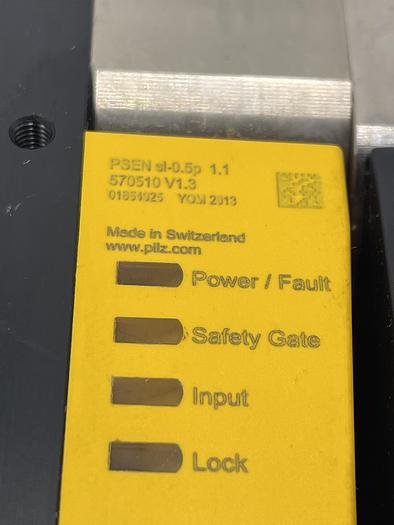 PSEN sl-0.5p 1.1
570510 V1.3
01851025 YOM 2013
Made in Switzerland
www.pilz.com
Power / Fault
Safety Gate
Input
Lock